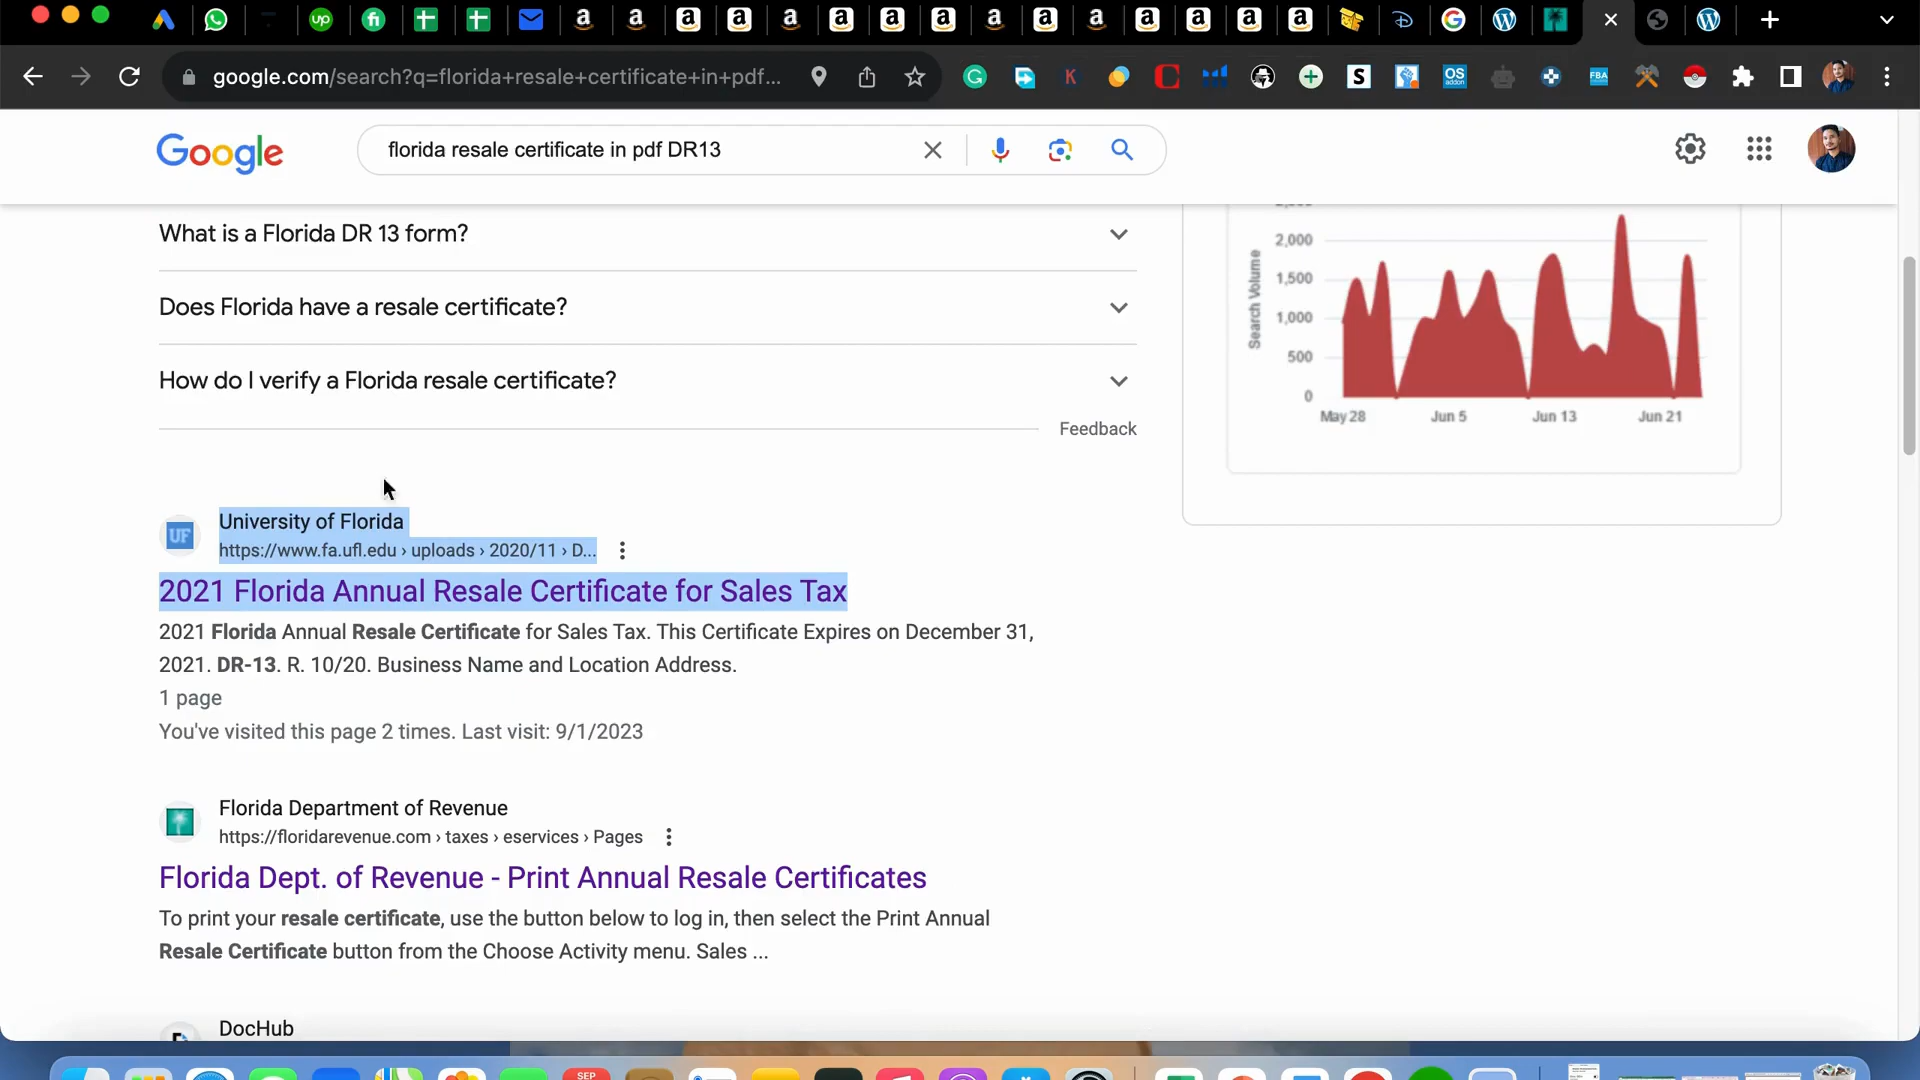 google.com/search?q=florida+resale+certificate+in+pdf...
Google
florida resale certificate in pdf DR13
What is a Florida DR 13 form?
Does Florida have a resale certificate?
How do I verify a Florida resale certificate?
Feedback
Search Volume
2,000
1,500
1,000
500
0
May 28
Jun 5
Jun 13
Jun 21
UF
University of Florida
https://www.fa.ufl.edu › uploads › 2020/11 › D...
2021 Florida Annual Resale Certificate for Sales Tax
2021 Florida Annual Resale Certificate for Sales Tax. This Certificate Expires on December 31,
2021. DR-13. R. 10/20. Business Name and Location Address.
1 page
You've visited this page 2 times. Last visit: 9/1/2023
Florida Department of Revenue
https://floridarevenue.com › taxes › eservices › Pages
Florida Dept. of Revenue - Print Annual Resale Certificates
To print your resale certificate, use the button below to log in, then select the Print Annual
Resale Certificate button from the Choose Activity menu. Sales ...
DocHub
SEP